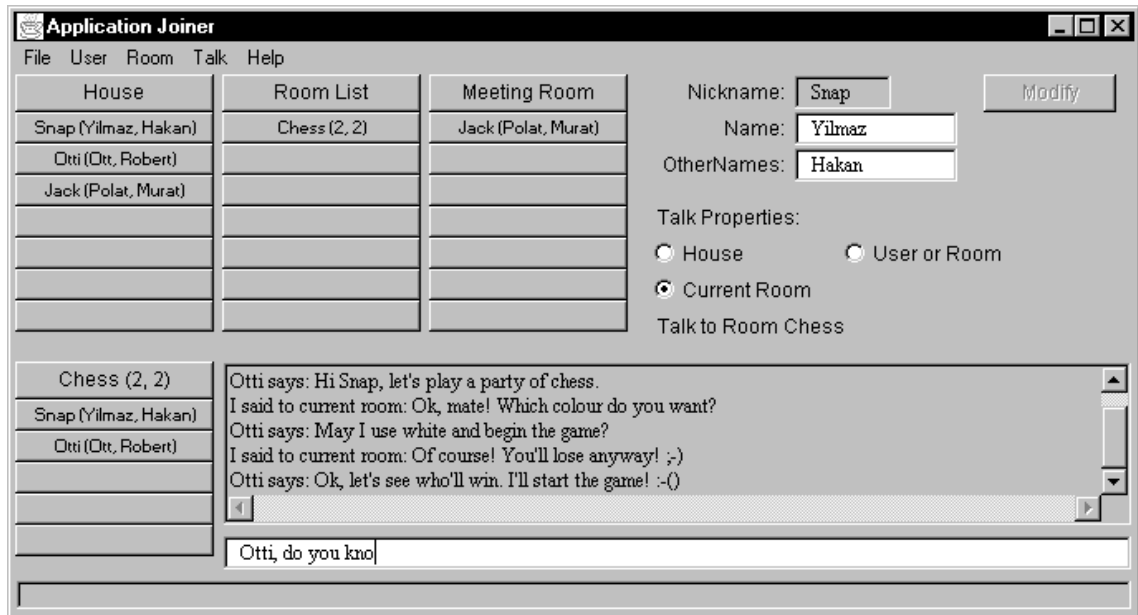 Application Joiner
File User Room Talk Help
House
Snap (Yilmaz, Hakan)
Otti (Ott, Robert)
Jack (Polat, Murat)
Room List
Chess (2, 2)
Meeting Room
Jack (Polat, Murat)
Nickname: Snap
Modify
Name: Yilmaz
OtherNames: Hakan
Talk Properties:
House
User or Room
Current Room
Talk to Room Chess
Chess (2, 2)
Snap (Yilmaz, Hakan)
Otti (Ott, Robert)
Otti says: Hi Snap, let's play a party of chess.
I said to current room: Ok, mate! Which colour do you want?
Otti says: May I use white and begin the game?
I said to current room: Of course! You'll lose anyway! ;-)
Otti says: Ok, let's see who'll win. I'll start the game! :-()
Otti, do you kno